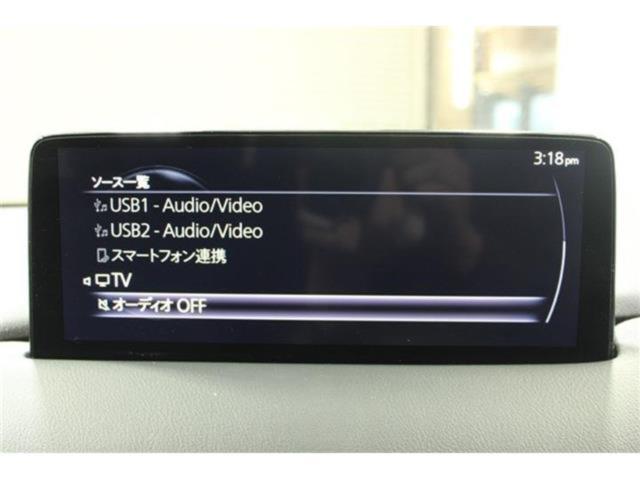 3:18pm
ソース一覧
USB1 - Audio/Video
USB2 - Audio/Video
スマートフォン連携
TV
オーディオ OFF